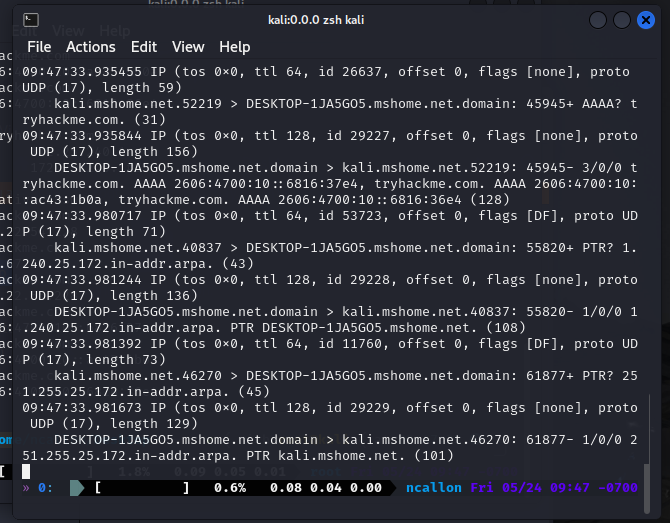 kali:0.0.0 zsh kali
File Actions Edit View Help
09:47:33.935455 IP (tos 0×0, ttl 64, id 26637, offset 0, flags [none], proto
UDP (17), length 59)
kali.mshome.net.52219 > DESKTOP-1JA5GO5.mshome.net.domain: 45945+ AAAA? t
ryhackme.com. (31)
09:47:33.935844 IP (tos 0×0, ttl 128, id 29227, offset 0, flags [none], proto
UDP (17), length 156)
DESKTOP-1JA5GO5.mshome.net.domain > kali.mshome.net.52219: 45945- 3/0/0 t
ryhackme.com. AAAA 2606:4700:10::6816:37e4, tryhackme.com. AAAA 2606:4700:10:
:ac43:1b0a, tryhackme.com. AAAA 2606:4700:10::6816:36e4 (128)
09:47:33.980717 IP (tos 0×0, ttl 64, id 53723, offset 0, flags [DF], proto UD
P (17), length 71)
kali.mshome.net.40837 > DESKTOP-1JA5GO5.mshome.net.domain: 55820+ PTR? 1.
240.25.172.in-addr.arpa. (43)
09:47:33.981244 IP (tos 0×0, ttl 128, id 29228, offset 0, flags [none], proto
UDP (17), length 136)
DESKTOP-1JA5GO5.mshome.net.domain > kali.mshome.net.40837: 55820- 1/0/0 1
.240.25.172.in-addr.arpa. PTR DESKTOP-1JA5GO5.mshome.net. (108)
09:47:33.981392 IP (tos 0×0, ttl 64, id 11760, offset 0, flags [DF], proto UD
P (17), length 73)
kali.mshome.net.46270 > DESKTOP-1JA5GO5.mshome.net.domain: 61877+ PTR? 25
1.255.25.172.in-addr.arpa. (45)
09:47:33.981673 IP (tos 0×0, ttl 128, id 29229, offset 0, flags [none], proto
UDP (17), length 129)
DESKTOP-1JA5GO5.mshome.net.domain > kali.mshome.net.46270: 61877- 1/0/0 2
51.255.25.172.in-addr.arpa. PTR kali.mshome.net. (101)
» 0: [ ] 0.6% 0.08 0.04 0.00 ncallon Fri 05/24 09:47 -0700